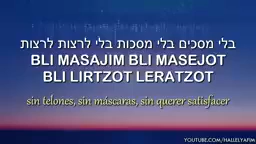 בלי מסכים בלי מסכות בלי לרצות לרצות
BLI MASAJIM BLI MASEJOT
BLI LIRTZOT LERATZOT
sin telones, sin máscaras, sin querer satisfacer
YOUTUBE.COM/HALLELYAFIM